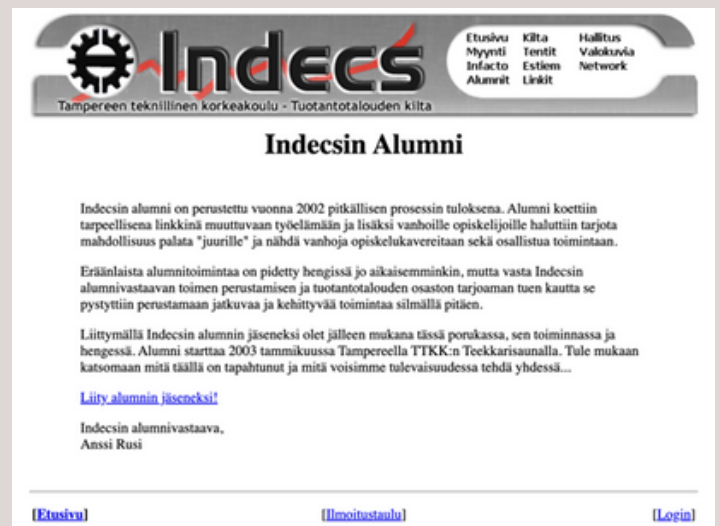 Indecs
Tampereen teknillinen korkeakoulu - Tuotantotalouden kilta
Etusivu Kilta Hallitus
Myynti Tentit Valokuvia
Infacto Estiem Network
Alumnit Linkit
Indecsin Alumni
Indecsin alumni on perustettu vuonna 2002 pitkällisen prosessin tuloksena. Alumni koettiin
tarpeellisena linkkinä muuttuvaan työelämään ja lisäksi vanhoille opiskelijoille haluttiin tarjota
mahdollisuus palata "juurille" ja nähdä vanhoja opiskelukavereitaan sekä osallistua toimintaan.
Eräänlaista alumnitoimintaa on pidetty hengissä jo aikaisemminkin, mutta vasta Indecsin
alumnivastaavan toimen perustamisen ja tuotantotalouden osaston tarjoaman tuen kautta se
pystyttiin perustamaan jatkuvaa ja kehittyvää toimintaa silmällä pitäen.
Liittymällä Indecsin alumnin jäseneksi olet jälleen mukana tässä porukassa, sen toiminnassa ja
hengessä. Alumni starttaa 2003 tammikuussa Tampereella TTKK:n Teekkarisaunalla. Tule mukaan
katsomaan mitä täällä on tapahtunut ja mitä voisimme tulevaisuudessa tehdä yhdessä...
Liity alumnin jäseneksi!
Indecsin alumnivastaava,
Anssi Rusi
[Etusivu] [Ilmoitustaulu] [Login]